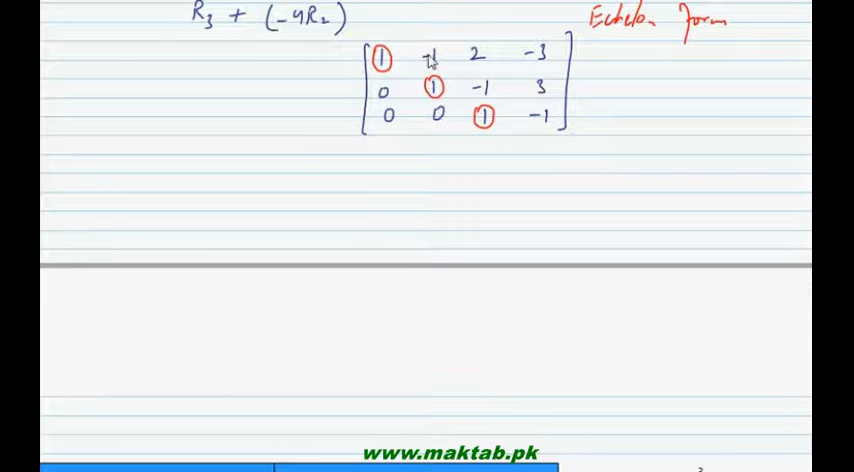 R₃ + (-4R₂) Echelon Form
1 -1 2 -3
0 1 -1 3
0 0 1 -1
www.maktab.pk